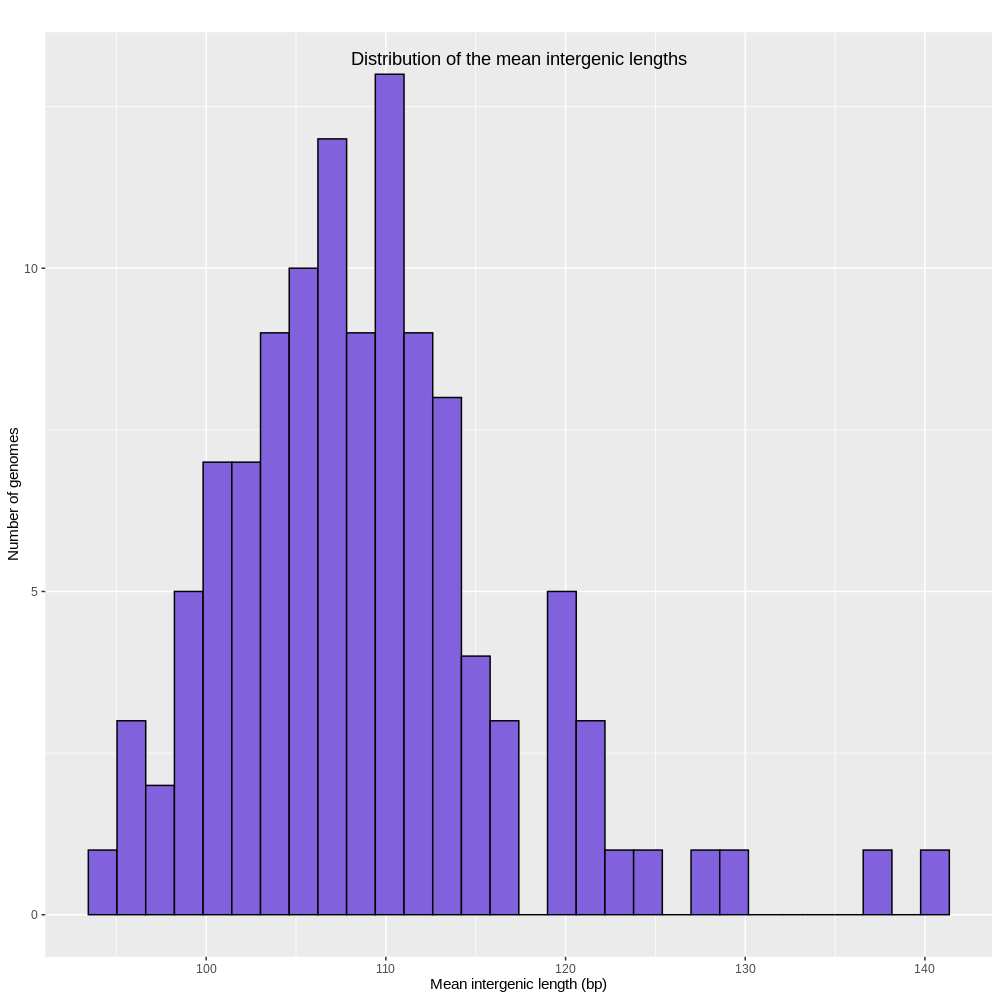 Distribution of the mean intergenic lengths
Number of genomes
10
5
0
100
110
120
130
140
Mean intergenic length (bp)